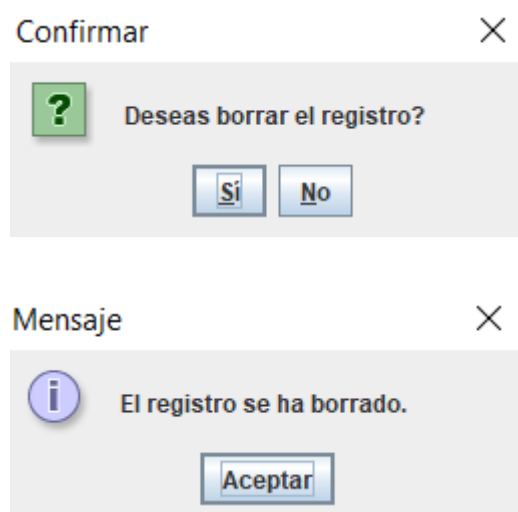 Confirmar
?
Deseas borrar el registro?
Sí
No
Mensaje
i
El registro se ha borrado.
Aceptar